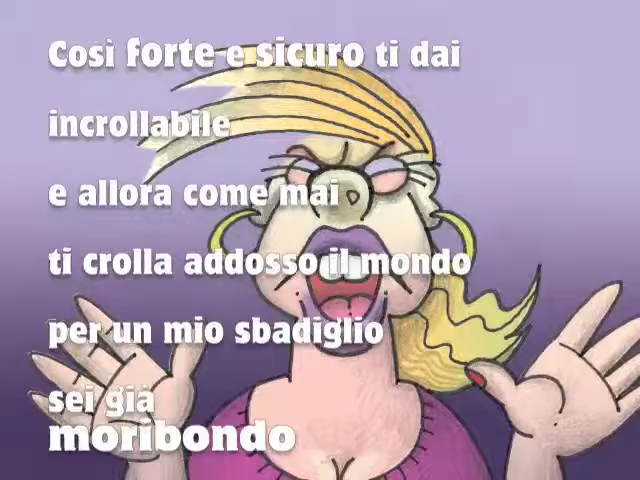 Così forte e sicuro ti dai
incrollabile
e allora come mai
ti crolla addosso il mondo
per un mio sbadiglio
sei già
moribondo